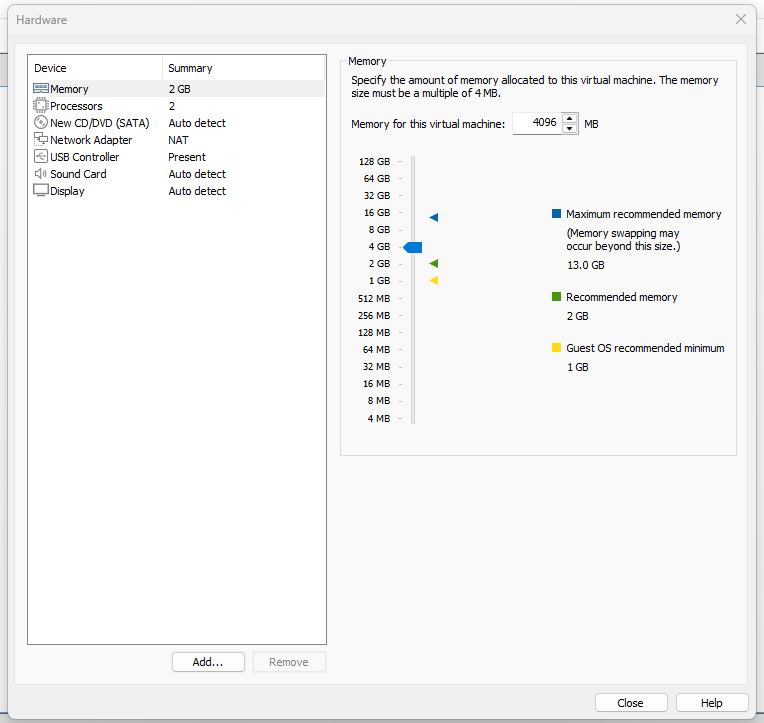 Hardware
Device Summary
Memory 2 GB
Processors 2
New CD/DVD (SATA) Auto detect
Network Adapter NAT
USB Controller Present
Sound Card Auto detect
Display Auto detect
Add...
Remove
Memory
Specify the amount of memory allocated to this virtual machine. The memory
size must be a multiple of 4 MB.
Memory for this virtual machine: 4096 MB
128 GB
64 GB
32 GB
16 GB
8 GB
4 GB
2 GB
1 GB
512 MB
256 MB
128 MB
64 MB
32 MB
16 MB
8 MB
4 MB
Maximum recommended memory
(Memory swapping may
occur beyond this size.)
13.0 GB
Recommended memory
2 GB
Guest OS recommended minimum
1 GB
Close
Help